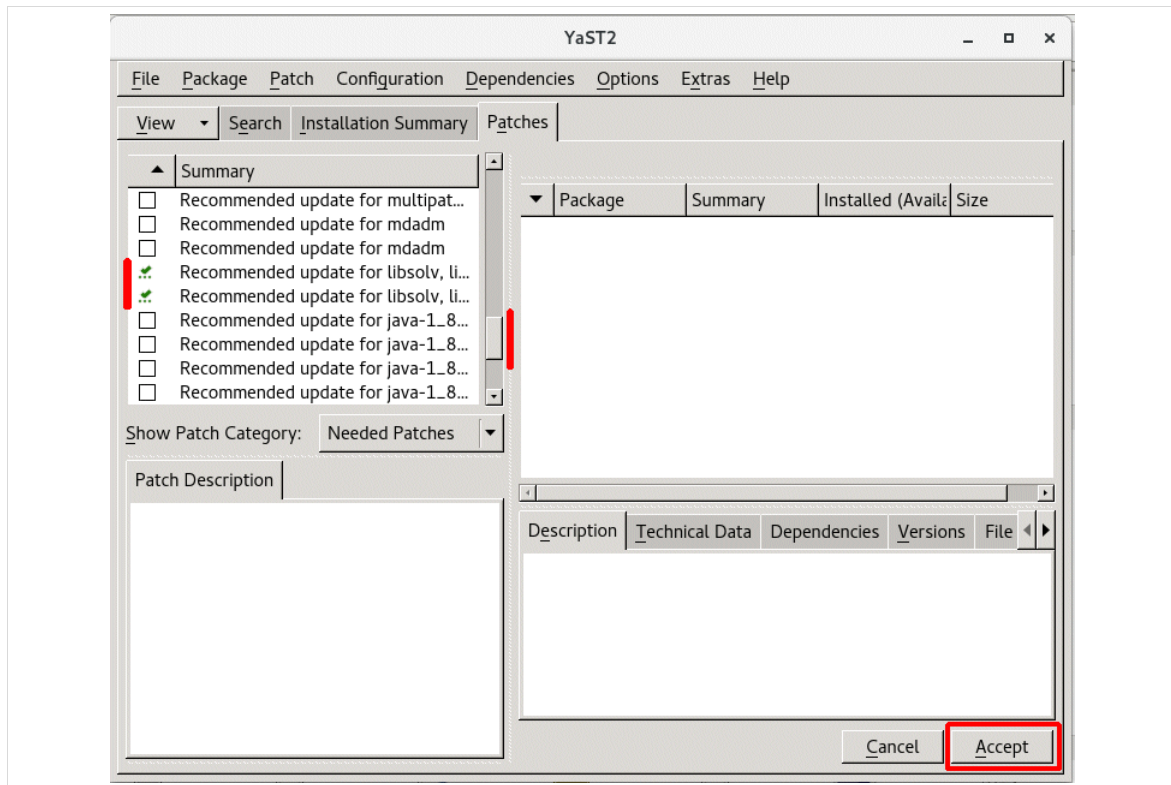 YaST2
File Package Patch Configuration Dependencies Options Extras Help
View Search Installation Summary Patches
Summary
Recommended update for multipat...
Recommended update for mdadm
Recommended update for mdadm
Recommended update for libsolv, li...
Recommended update for libsolv, li...
Recommended update for java-1_8...
Recommended update for java-1_8...
Recommended update for java-1_8...
Recommended update for java-1_8...
Show Patch Category: Needed Patches
Patch Description
Package Summary Installed (Availa Size
Description Technical Data Dependencies Versions File
Cancel Accept